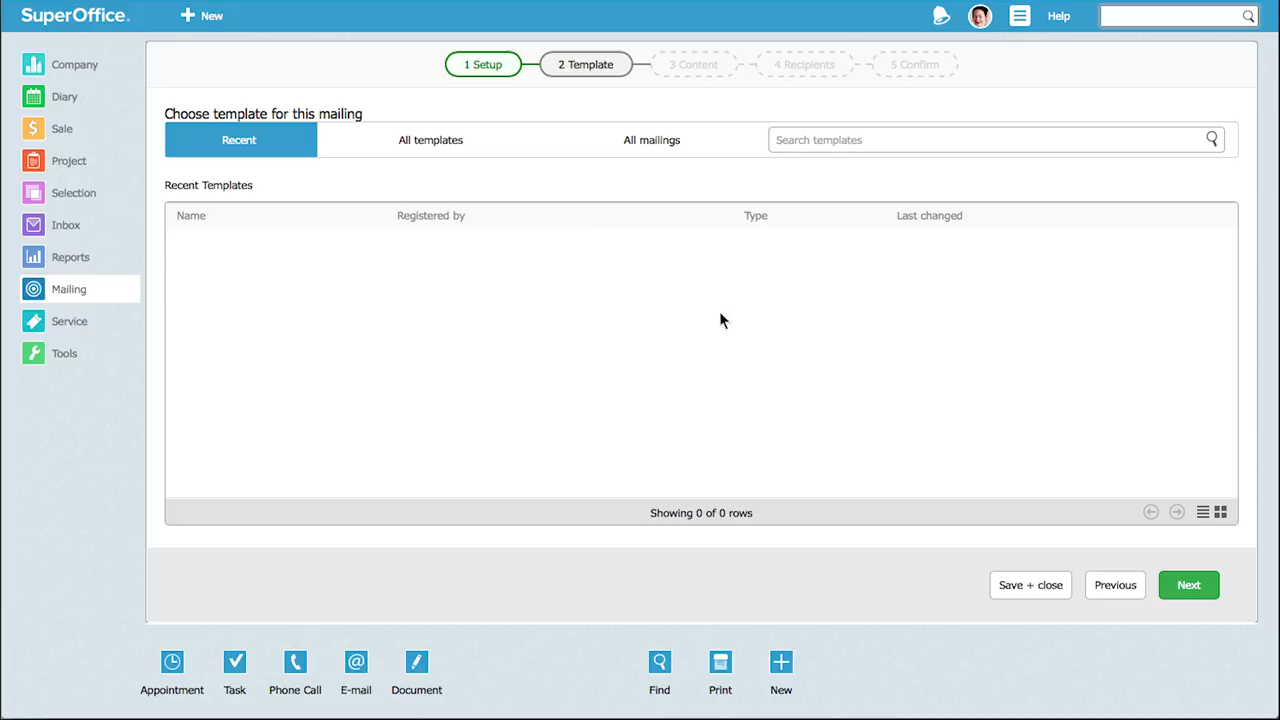 SuperOffice.
New
Help
Company
Diary
Sale
Project
Selection
Inbox
Reports
Mailing
Service
Tools
1 Setup
2 Template
3 Content
4 Recipients
5 Confirm
Choose template for this mailing
Recent
All templates
All mailings
Search templates
Recent Templates
Name
Registered by
Type
Last changed
Showing 0 of 0 rows
Save + close
Previous
Next
Appointment
Task
Phone Call
E-mail
Document
Find
Print
New